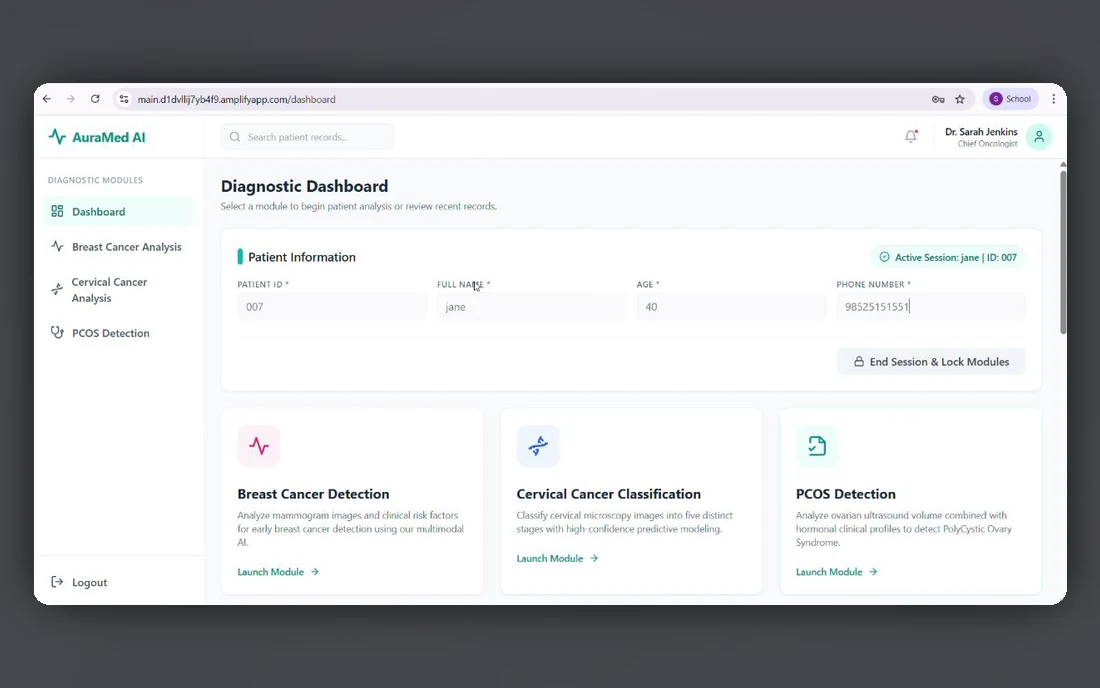 main.d1dvllij7yb4f9.amplifyapp.com/dashboard
S School
AuraMed AI
Search patient records...
Dr. Sarah Jenkins
Chief Oncologist
DIAGNOSTIC MODULES
Dashboard
Breast Cancer Analysis
Cervical Cancer
Analysis
PCOS Detection
Logout
Diagnostic Dashboard
Select a module to begin patient analysis or review recent records.
Patient Information
Active Session: jane | ID: 007
PATIENT ID *
FULL NAME *
AGE *
PHONE NUMBER *
007
jane
40
98525151551
End Session & Lock Modules
Breast Cancer Detection
Analyze mammogram images and clinical risk factors
for early breast cancer detection using our multimodal
AI.
Launch Module →
Cervical Cancer Classification
Classify cervical microscopy images into five distinct
stages with high-confidence predictive modeling.
Launch Module →
PCOS Detection
Analyze ovarian ultrasound volume combined with
hormonal clinical profiles to detect PolyCystic Ovary
Syndrome.
Launch Module →